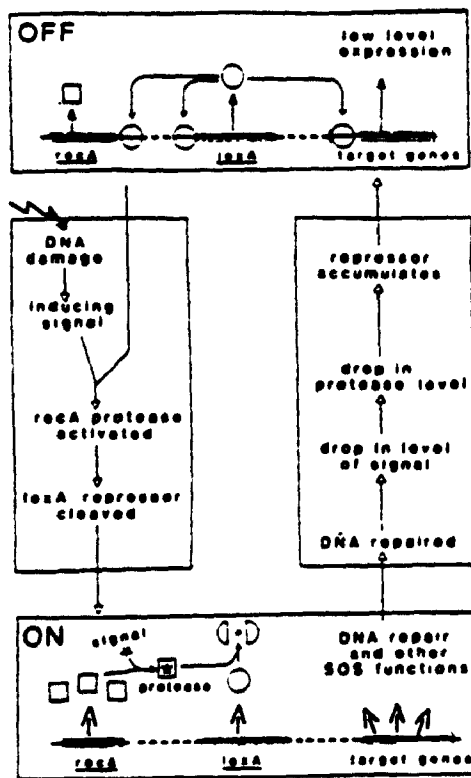 OFF
low level
expression
recA
lexA
target genes
DNA
damage
inducing
signal
recA protease
activated
lexA repressor
cleaved
repressor
accumulates
drop in
protease level
drop in level
of signal
DNA repaired
ON
signal
protease
DNA repair
and other
SOS functions
recA
lexA
target genes